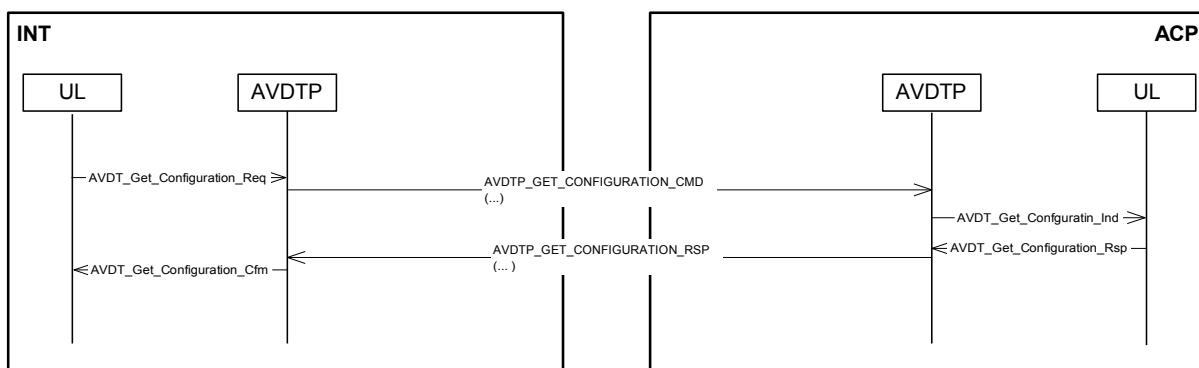 INT
ACP
UL
AVDTP
AVDTP
UL
AVDT_Get_Configuration_Req
AVDTP_GET_CONFIGURATION_CMD
(...)
AVDT_Get_Confguratin_Ind
AVDTP_GET_CONFIGURATION_RSP
(... )
AVDT_Get_Configuration_Rsp
AVDT_Get_Configuration_Cfm